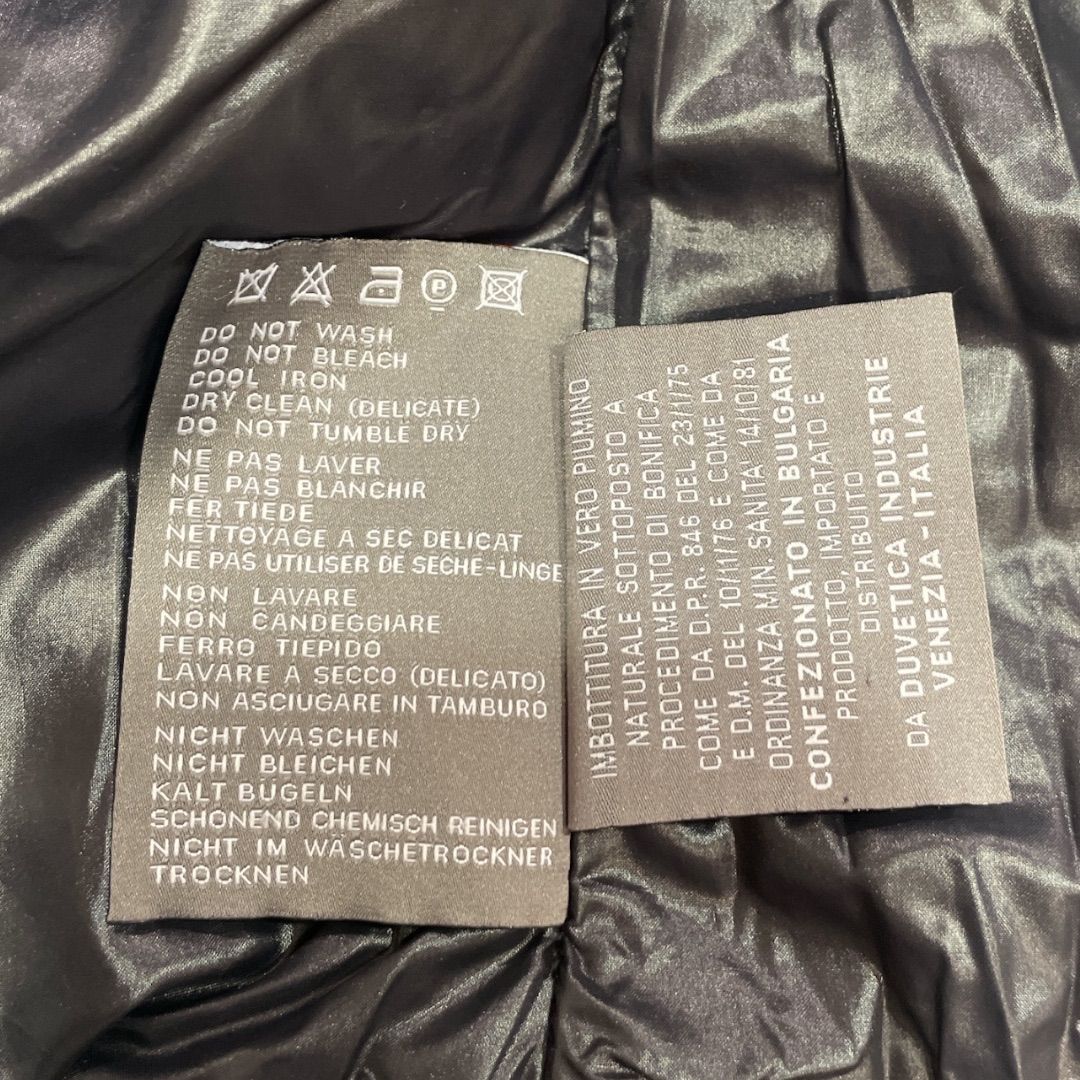 P
DO NOT WASH
DO NOT BLEACH
COOL IRON
DRY CLEAN (DELICATE)
DO NOT TUMBLE DRY
NE PAS LAVER
NE PAS BLANCHIR
FER TIEDE
NETTOYAGE A SEC DELICAT
NE PAS UTILISER DE SECHE-LINGE
NON LAVARE
NON CANDEGGIARE
FERRO TIEPIDO
LAVARE A SECCO (DELICATO)
NON ASCIUGARE IN TAMBURO
NICHT WASCHEN
NICHT BLEICHEN
KALT BÜGELN
SCHONEND CHEMISCH REINIGEN
NICHT IM WÄSCHETROCKNER
TROCKNEN
IMBOTTITURA IN VERO PIUMINO
NATURALE SOTTOPOSTO A
PROCEDIMENTO DI BONIFICA
COME DA D.P.R. 846 DEL 23/1/75
E D.M. DEL 10/11/76 E COME DA
ORDINANZA MIN. SANITA' 14/10/81
CONFEZIONATO IN BULGARIA
PRODOTTO, IMPORTATO E
DISTRIBUITO
DA DUVETICA INDUSTRIE
VENEZIA-ITALIA